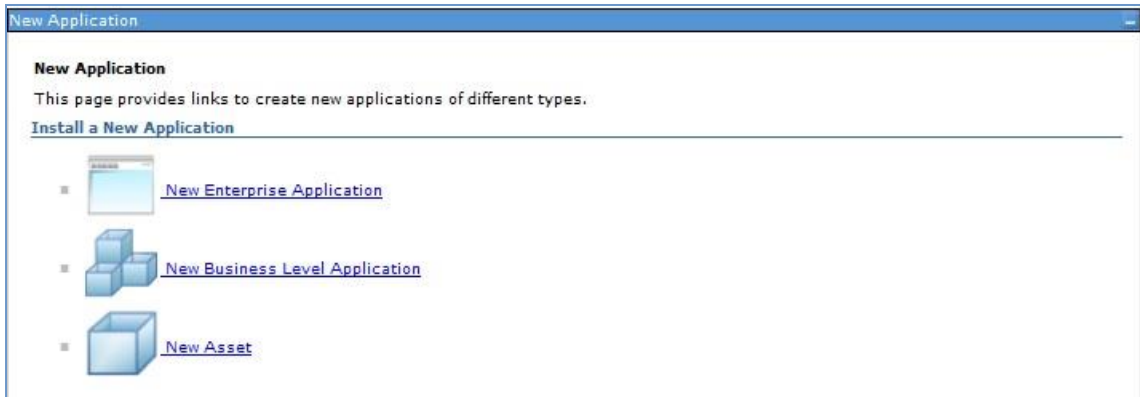 New Application
New Application
This page provides links to create new applications of different types.
Install a New Application
New Enterprise Application
New Business Level Application
New Asset